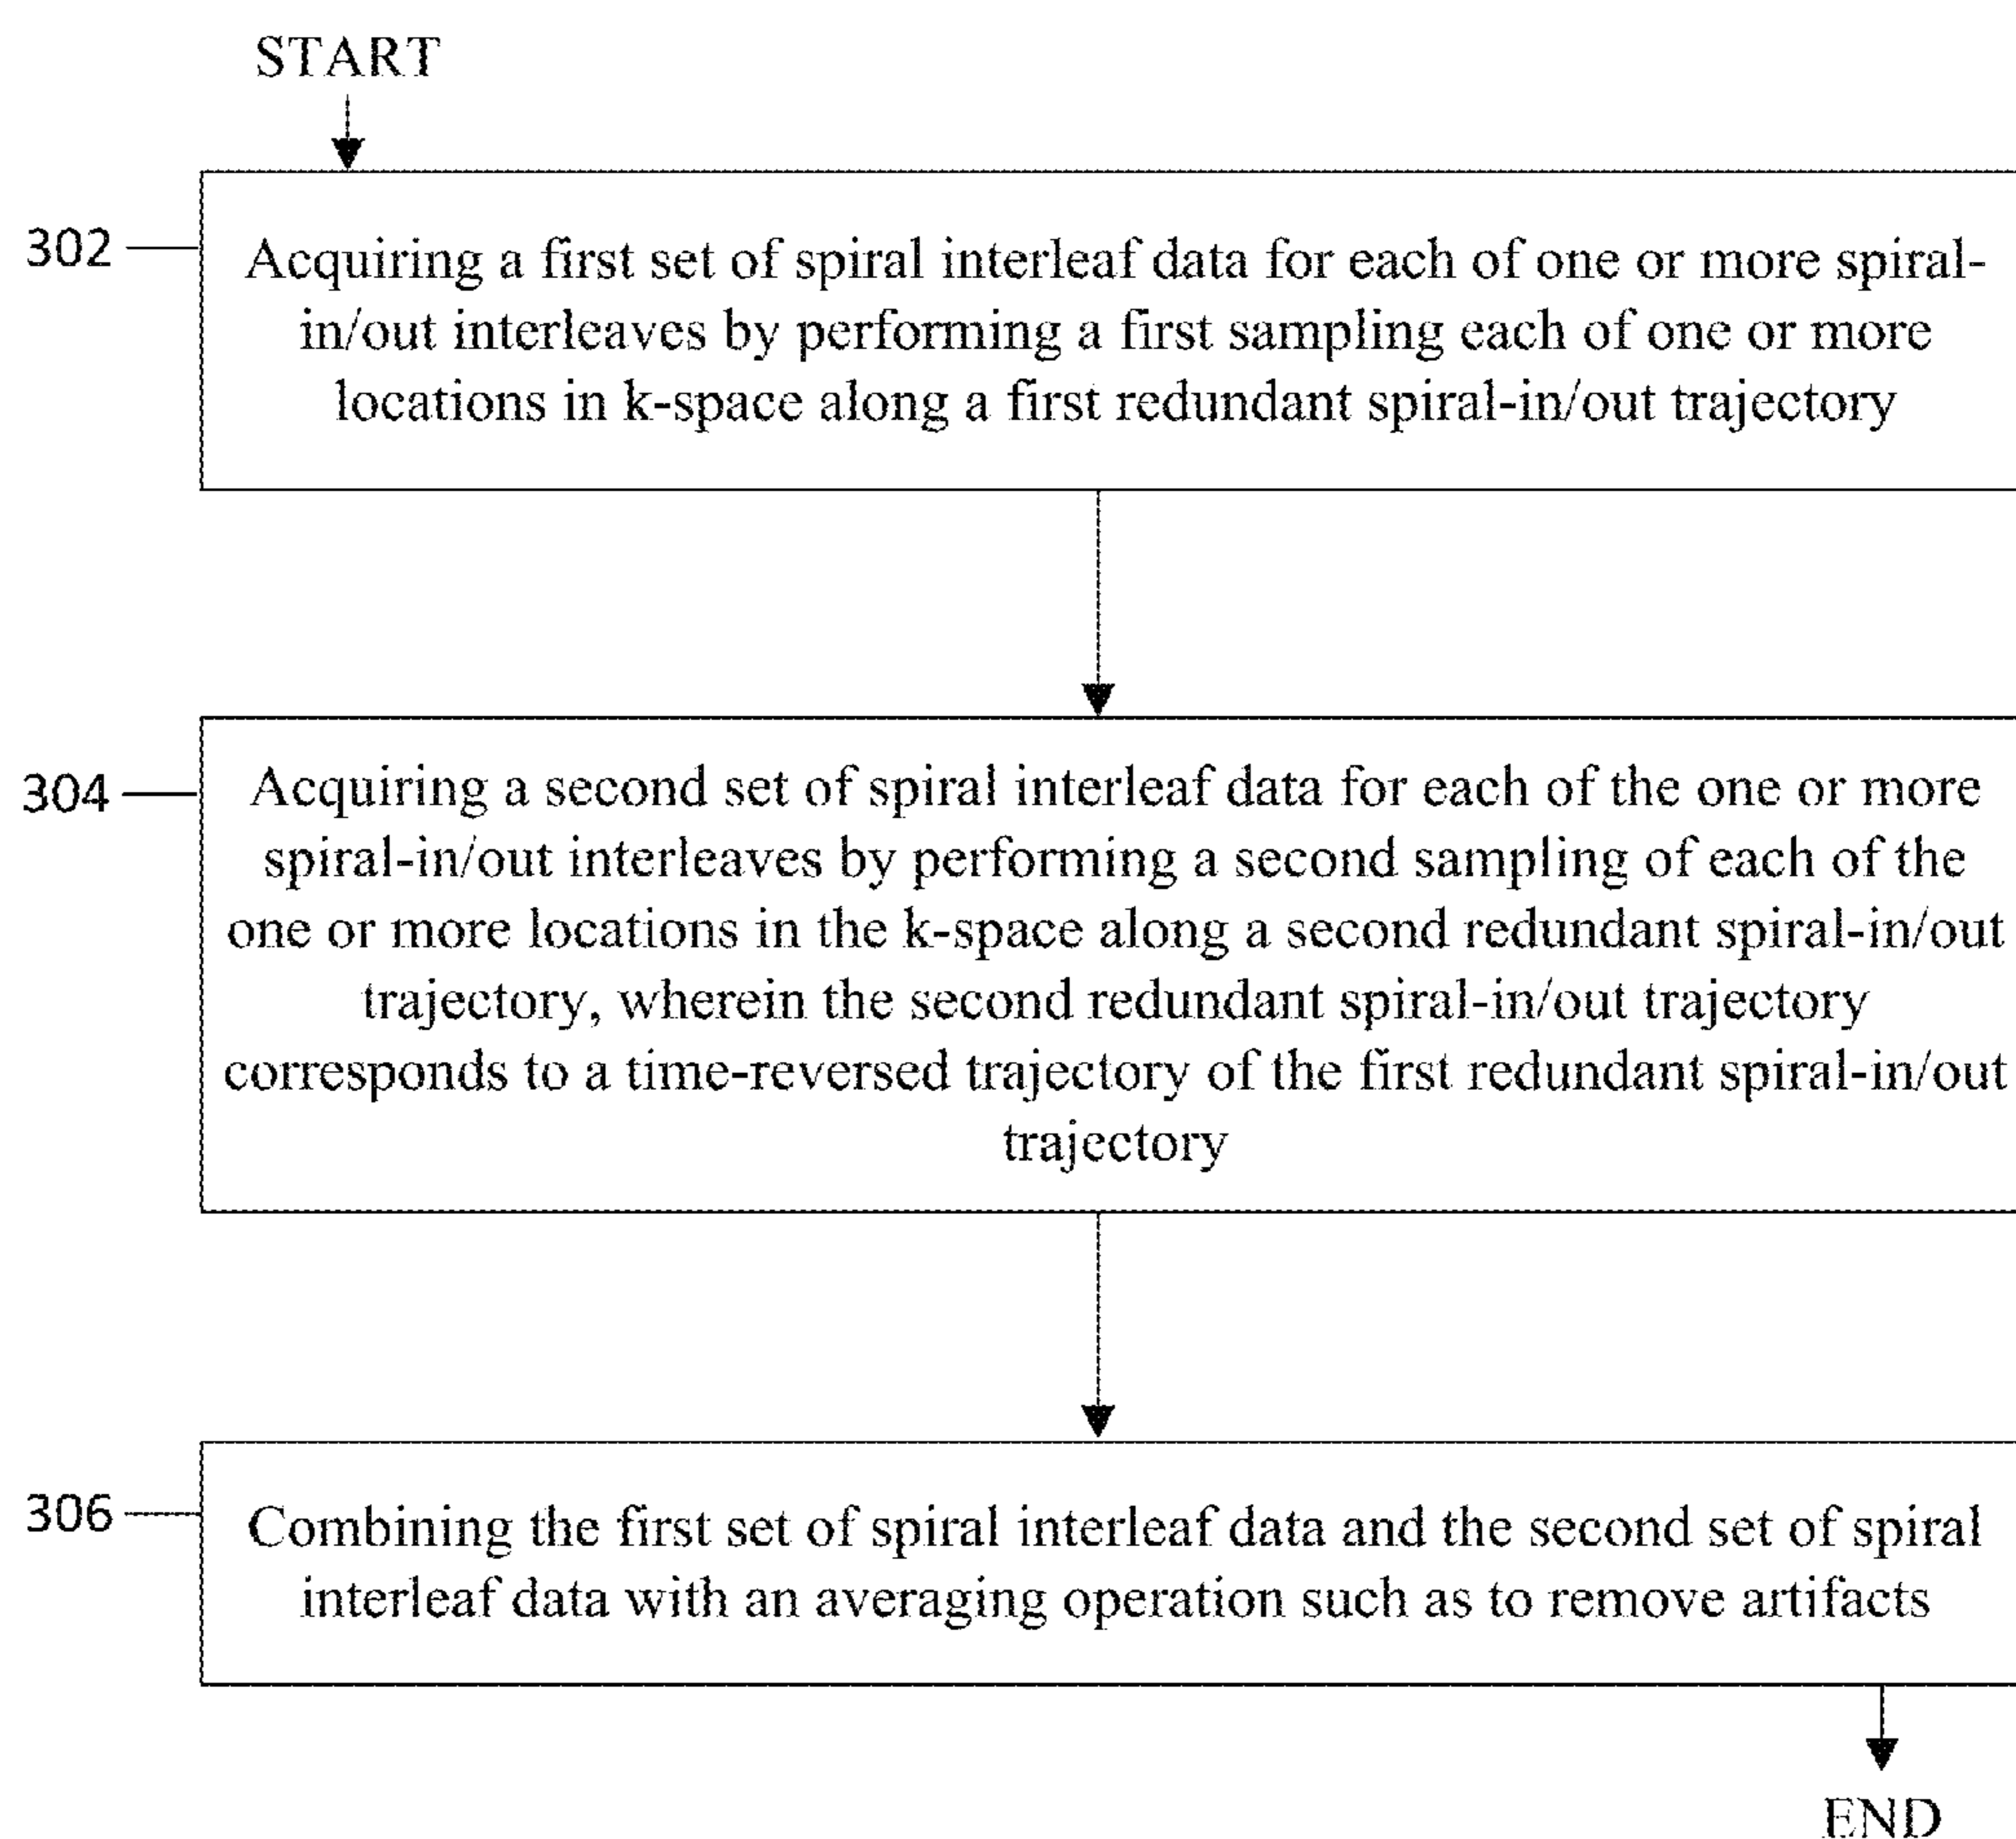 START
302
Acquiring a first set of spiral interleaf data for each of one or more spiral-
in/out interleaves by performing a first sampling each of one or more
locations in k-space along a first redundant spiral-in/out trajectory
304
Acquiring a second set of spiral interleaf data for each of the one or more
spiral-in/out interleaves by performing a second sampling of each of the
one or more locations in the k-space along a second redundant spiral-in/out
trajectory, wherein the second redundant spiral-in/out trajectory
corresponds to a time-reversed trajectory of the first redundant spiral-in/out
trajectory
306
Combining the first set of spiral interleaf data and the second set of spiral
interleaf data with an averaging operation such as to remove artifacts
END